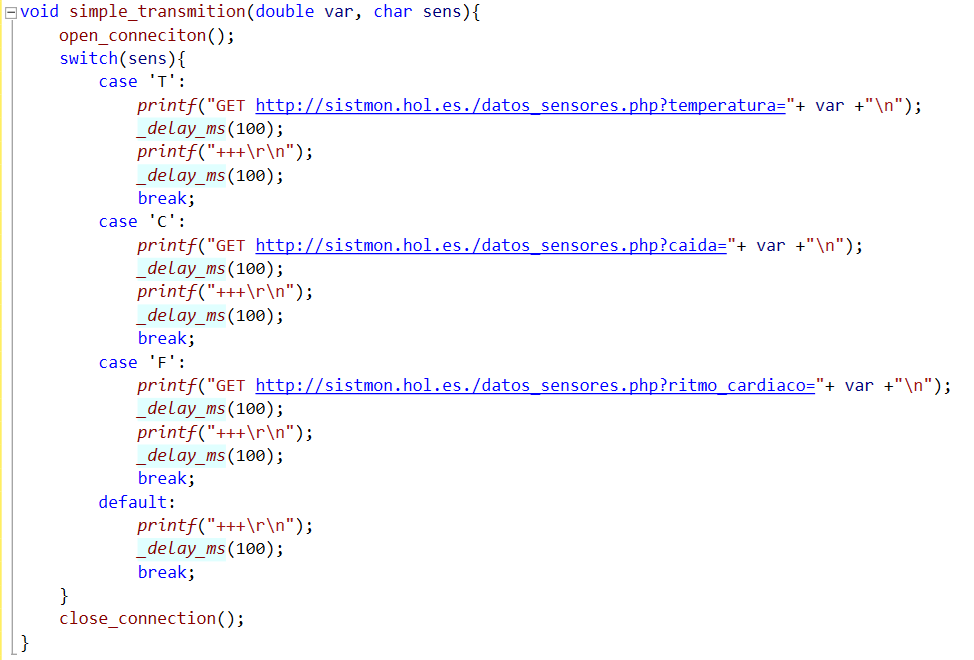 void simple_transmition(double var, char sens){
    open_conneciton();
    switch(sens){
        case 'T':
            printf("GET http://sistmon.hol.es./datos_sensores.php?temperatura="+ var +"\n");
            _delay_ms(100);
            printf("+++\r\n");
            _delay_ms(100);
            break;
        case 'C':
            printf("GET http://sistmon.hol.es./datos_sensores.php?caida="+ var +"\n");
            _delay_ms(100);
            printf("+++\r\n");
            _delay_ms(100);
            break;
        case 'F':
            printf("GET http://sistmon.hol.es./datos_sensores.php?ritmo_cardiaco="+ var +"\n");
            _delay_ms(100);
            printf("+++\r\n");
            _delay_ms(100);
            break;
        default:
            printf("+++\r\n");
            _delay_ms(100);
            break;
    }
    close_connection();
}